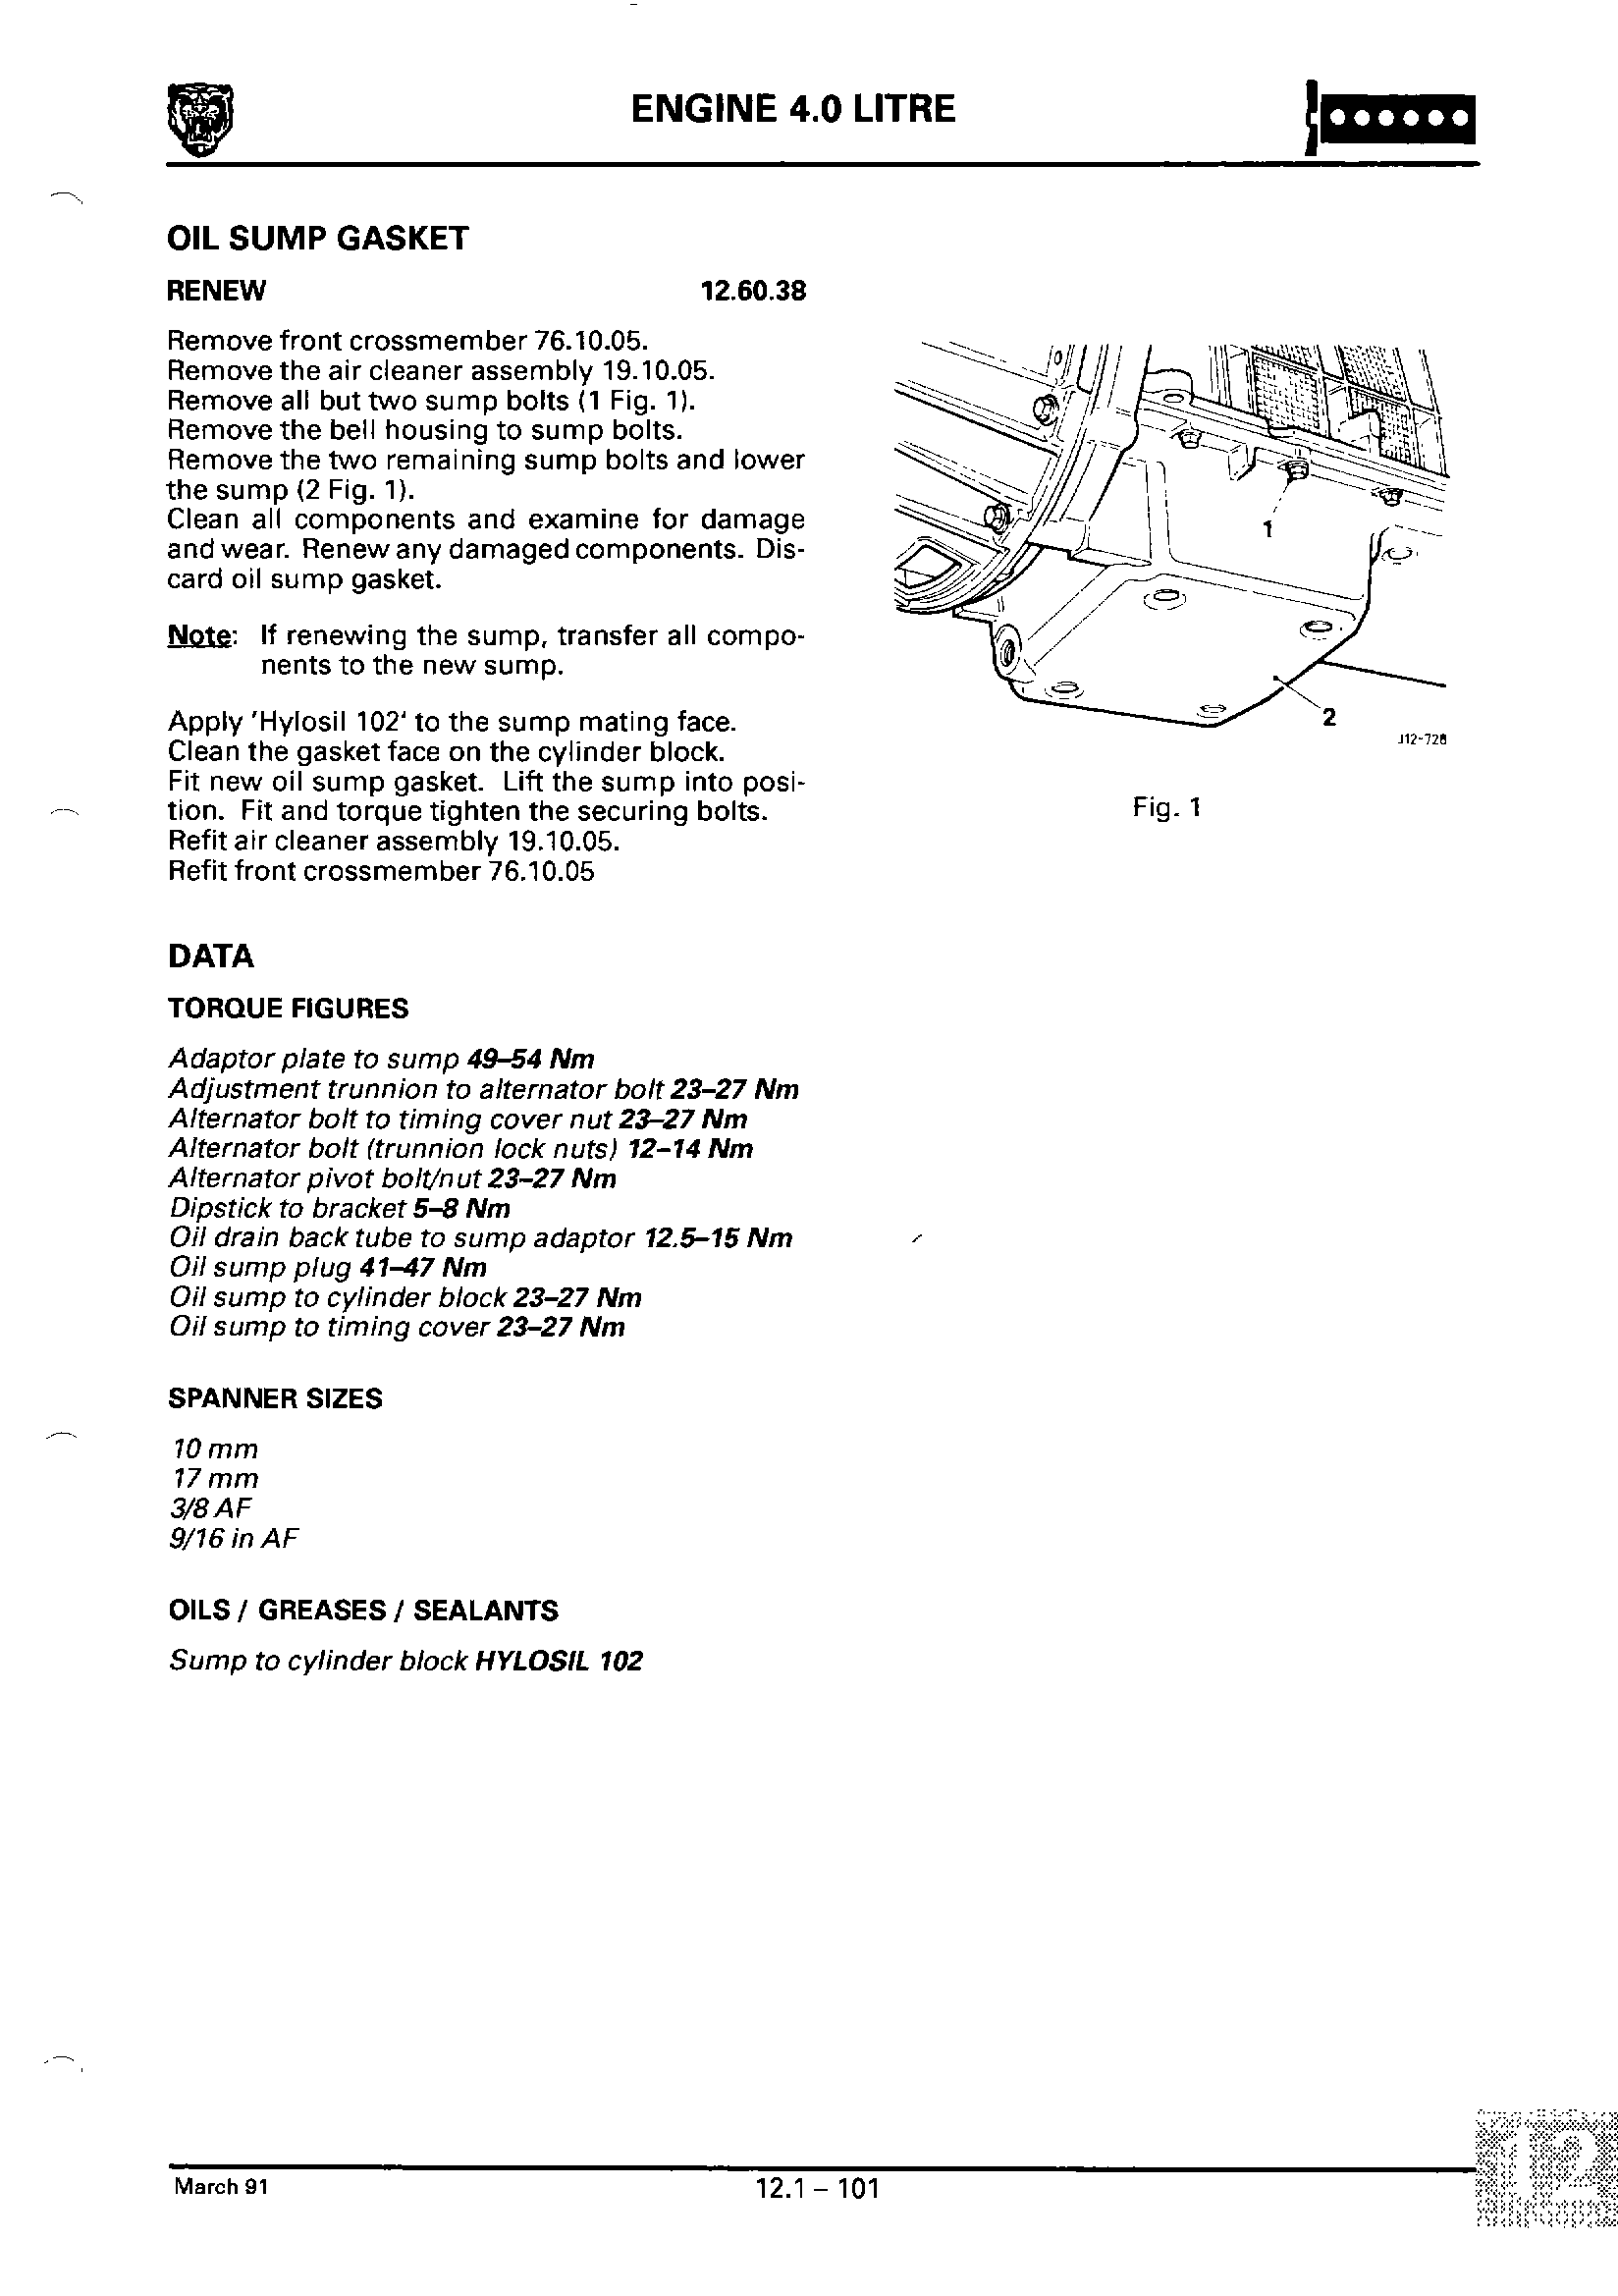 ENGINE 4.0 LITRE
OIL SUMP GASKET
RENEW 12.60.38
Remove front crossmember 76.10.05.
Remove the air cleaner assembly 19.10.05.
Remove all but two sump bolts (1 Fig. 1).
Remove the bell housing to sump bolts.
Remove the two remaining sump bolts and lower
the sump (2 Fig. 1).
Clean all components and examine for damage
and wear. Renew any damaged components. Dis-
card oil sump gasket.
Note: If renewing the sump, transfer all compo-
nents to the new sump.
Apply 'Hylosil 102' to the sump mating face.
Clean the gasket face on the cylinder block.
Fit new oil sump gasket. Lift the sump into posi-
tion. Fit and torque tighten the securing bolts.
Refit air cleaner assembly 19.10.05.
Refit front crossmember 76.10.05
1
2
J12-728
Fig. 1
DATA
TORQUE FIGURES
Adaptor plate to sump 49–54 Nm
Adjustment trunnion to alternator bolt 23–27 Nm
Alternator bolt to timing cover nut 23–27 Nm
Alternator bolt (trunnion lock nuts) 12–14 Nm
Alternator pivot bolt/nut 23–27 Nm
Dipstick to bracket 5–8 Nm
Oil drain back tube to sump adaptor 12.5–15 Nm
Oil sump plug 41–47 Nm
Oil sump to cylinder block 23–27 Nm
Oil sump to timing cover 23–27 Nm
SPANNER SIZES
10 mm
17 mm
3/8 AF
9/16 in AF
OILS / GREASES / SEALANTS
Sump to cylinder block HYLOSIL 102
March 91
12.1 – 101
12